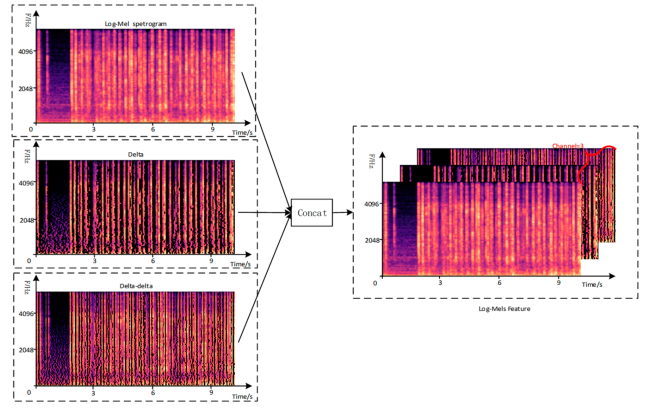 Log-Mel spetrogram
F/Hz
4096
2048
0
3
6
9
Time/s
Delta
F/Hz
4096
2048
0
3
6
9
Time/s
Delta-delta
F/Hz
4096
2048
0
3
6
9
Time/s
Concat
Channel=3
F/Hz
4096
2048
0
3
6
9
Time/s
Log-Mels Feature